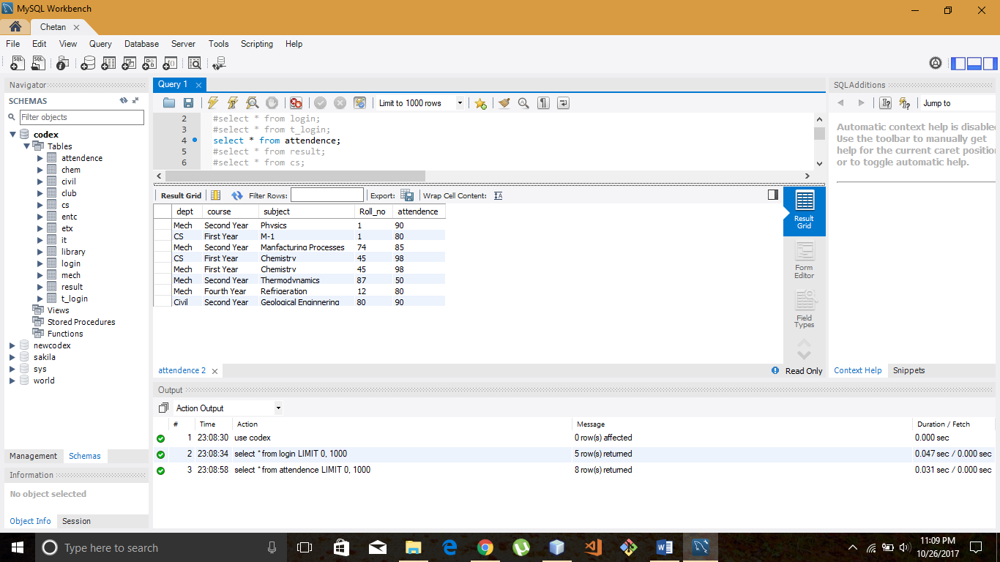 MySQL Workbench
Chetan
File Edit View Query Database Server Tools Scripting Help
Navigator
SCHEMAS
Filter objects
codex
Tables
attendence
chem
civil
club
cs
entc
etx
it
library
login
mech
result
t_login
Views
Stored Procedures
Functions
newcodex
sakila
sys
world
Management Schemas
Information
No object selected
Object Info Session
Query 1
Limit to 1000 rows
2 #select * from login;
3 #select * from t_login;
4 select * from attendence;
5 #select * from result;
6 #select * from cs;
Result Grid Filter Rows: Export: Wrap Cell Content:
dept course subject Roll_no attendence
Mech Second Year Physics 1 90
CS First Year M-1 1 80
Mech Second Year Manfacturing Processes 74 85
CS First Year Chemistry 45 98
Mech First Year Chemistry 45 98
Mech Second Year Thermodynamics 87 50
Mech Fourth Year Refrigeration 12 80
Civil Second Year Geological Enginnering 80 90
Result Grid
Form Editor
Field Types
attendence 2
Read Only
SQLAdditions
Jump to
Automatic context help is disabled
Use the toolbar to manually get
help for the current caret position
or to toggle automatic help.
Context Help Snippets
Output
Action Output
# Time Action Message Duration / Fetch
1 23:08:30 use codex 0 row(s) affected 0.000 sec
2 23:08:34 select * from login LIMIT 0, 1000 5 row(s) returned 0.047 sec / 0.000 sec
3 23:08:58 select * from attendence LIMIT 0, 1000 8 row(s) returned 0.031 sec / 0.000 sec
Type here to search
11:09 PM
10/26/2017